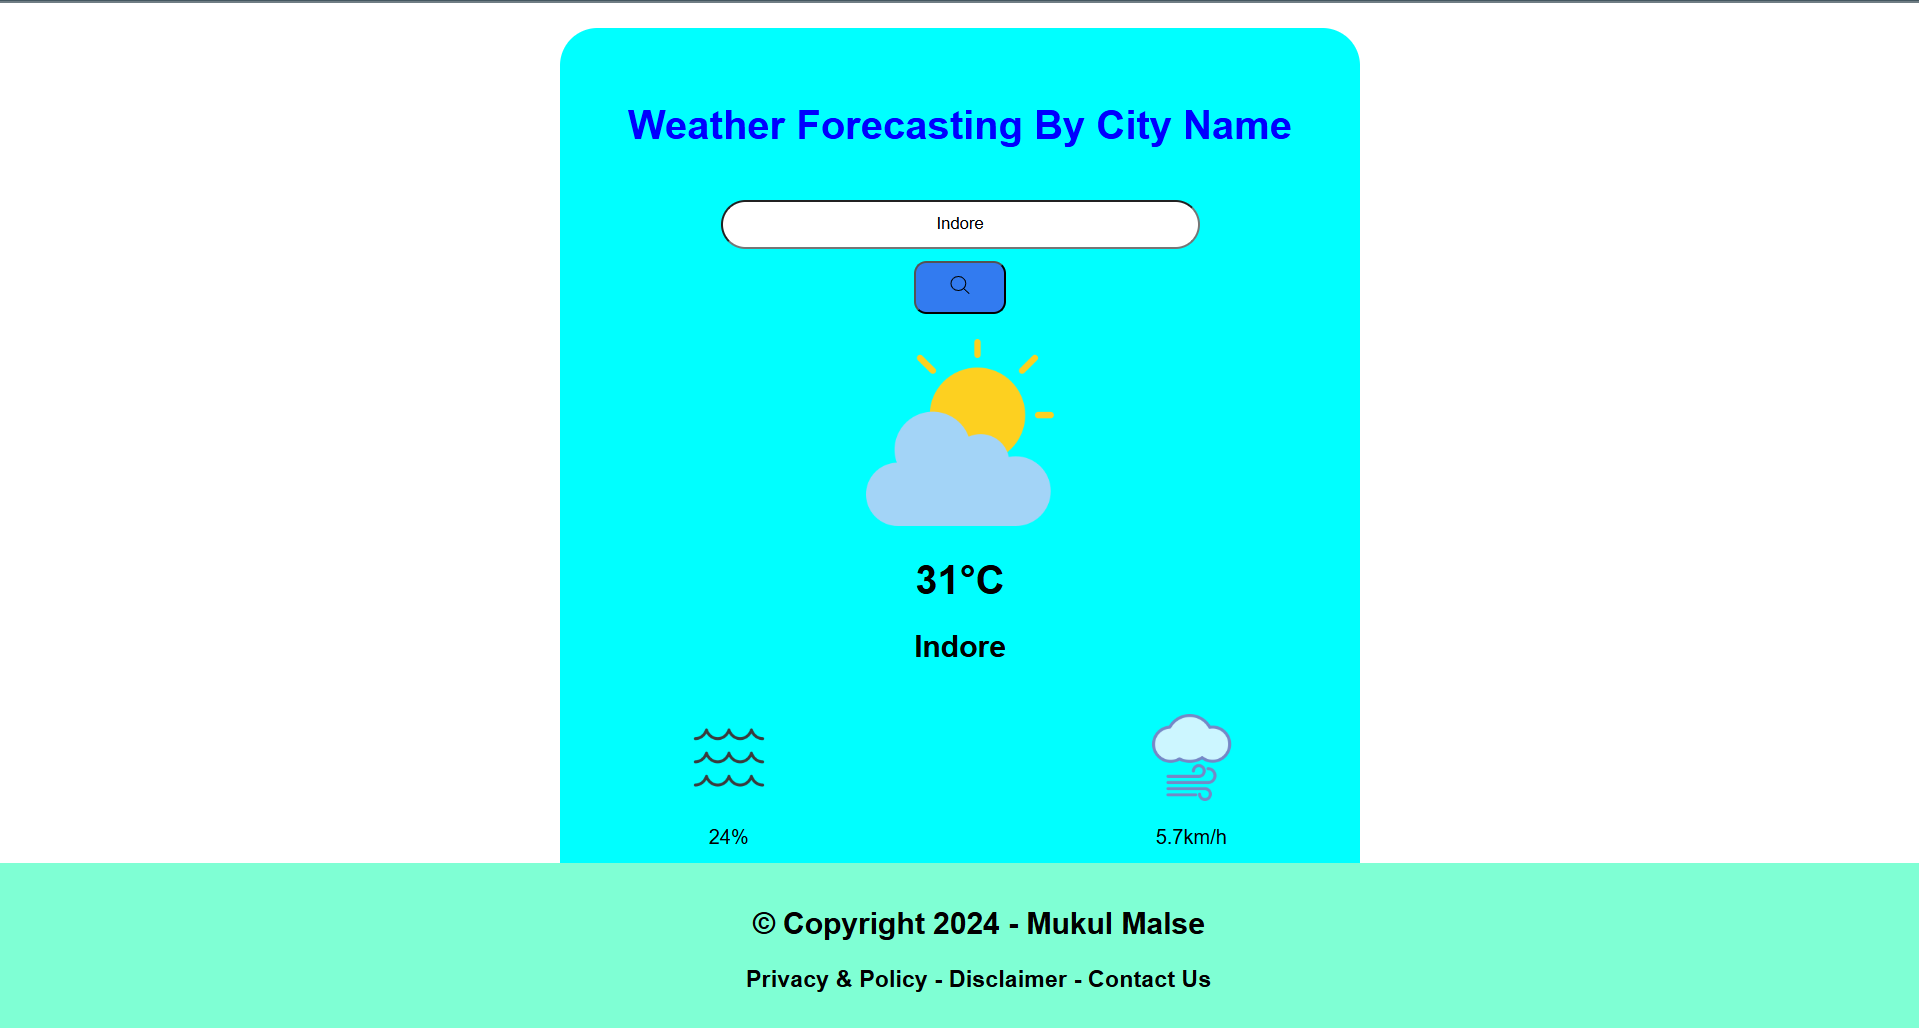 Weather Forecasting By City Name
Indore
31°C
Indore
24%
5.7km/h
© Copyright 2024 - Mukul Malse
Privacy & Policy - Disclaimer - Contact Us